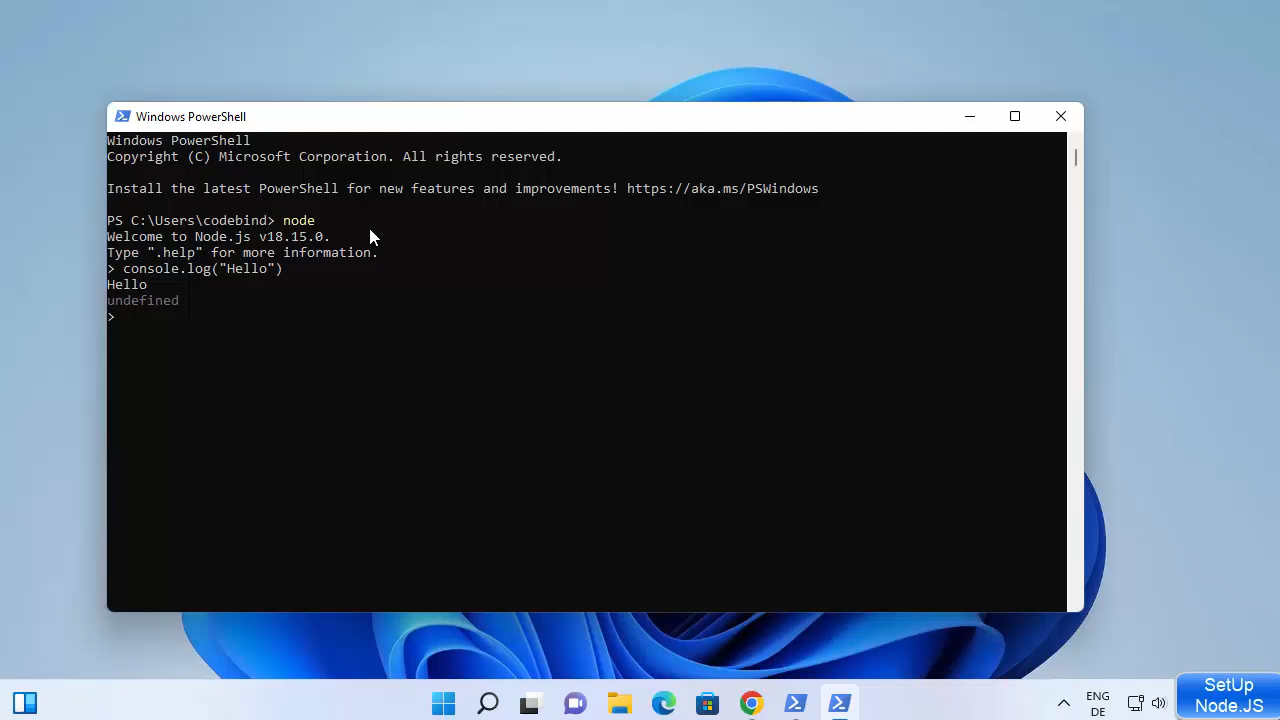 Windows PowerShell
Windows PowerShell
Copyright (C) Microsoft Corporation. All rights reserved.
Install the latest PowerShell for new features and improvements! https://aka.ms/PSWindows
PS C:\Users\codebind> node
Welcome to Node.js v18.15.0.
Type ".help" for more information.
> console.log("Hello")
Hello
undefined
>
ENG
DE
SetUp
Node.JS